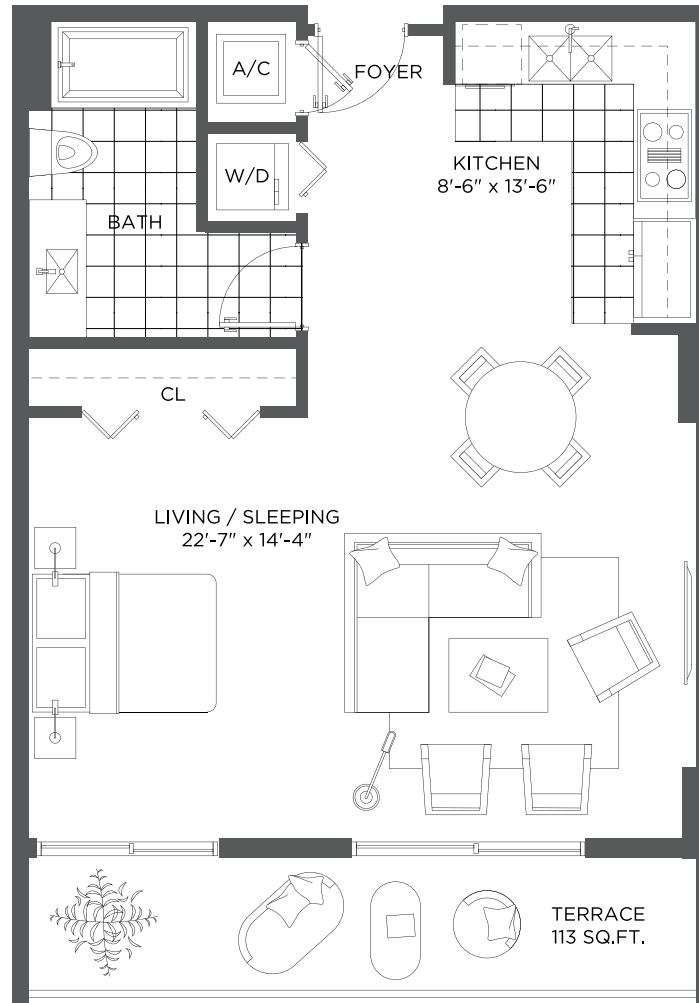 A/C
FOYER
W/D
KITCHEN
8'-6" x 13'-6"
BATH
CL
LIVING / SLEEPING
22'-7" x 14'-4"
TERRACE
113 SQ.FT.